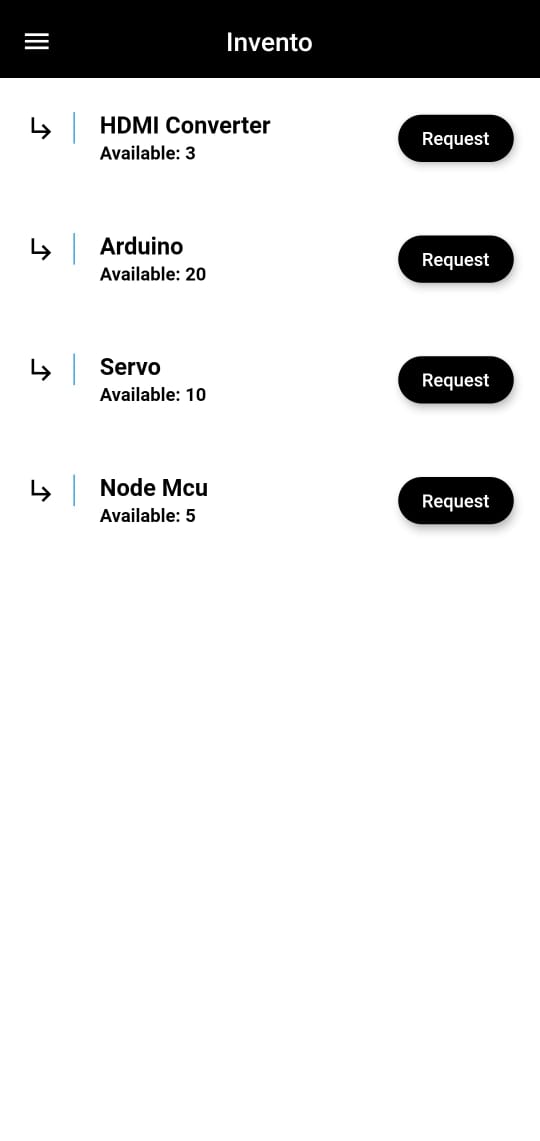 Invento
HDMI Converter
Available: 3
Request
Arduino
Available: 20
Request
Servo
Available: 10
Request
Node Mcu
Available: 5
Request